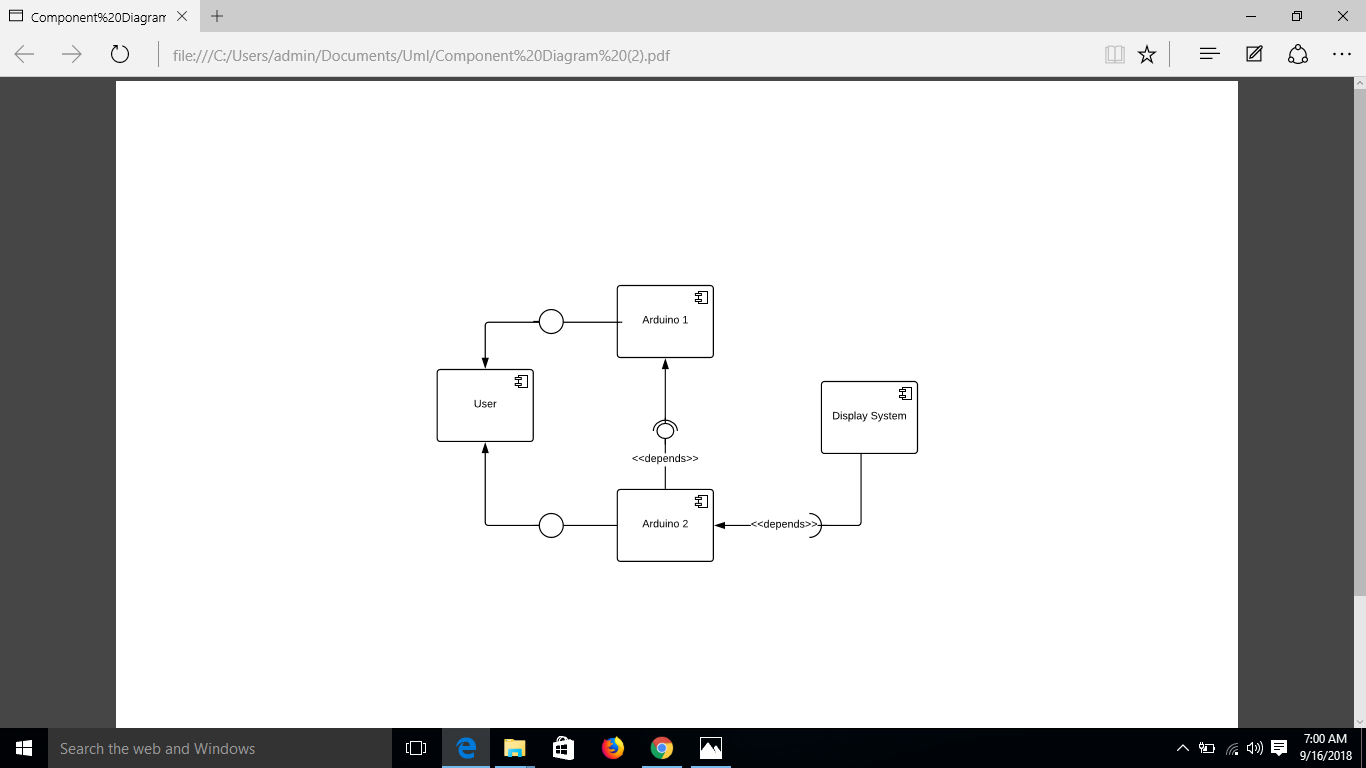 Component%20Diagram
file:///C:/Users/admin/Documents/Uml/Component%20Diagram%20(2).pdf
Arduino 1
User
Display System
<<depends>>
Arduino 2
<<depends>>
Search the web and Windows
7:00 AM
9/16/2018